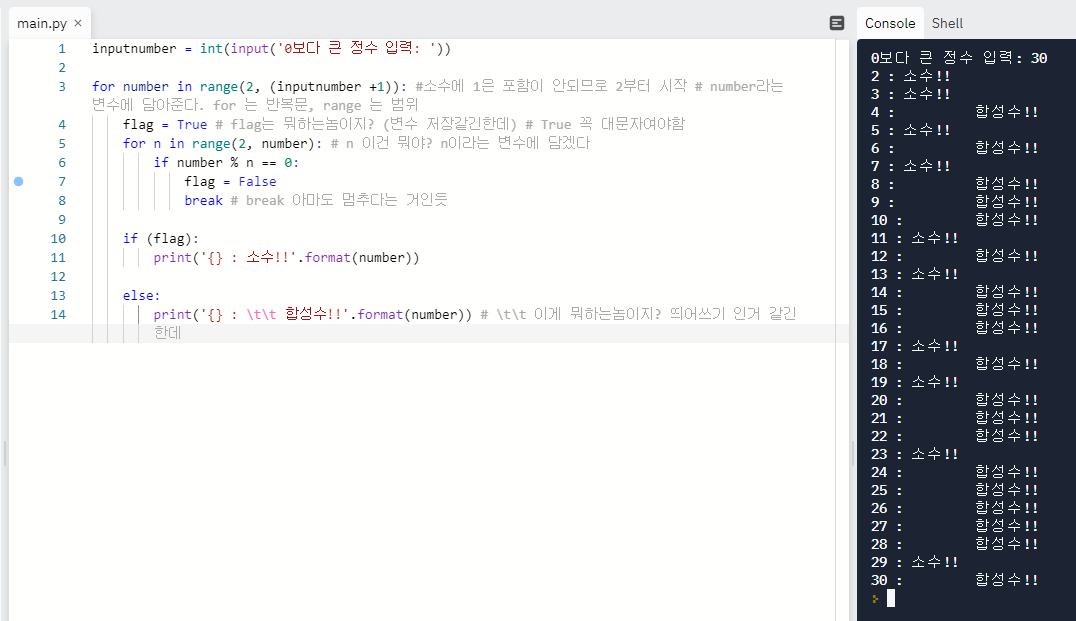 main.py ×
1 inputnumber = int(input('0보다 큰 정수 입력: '))
2
3 for number in range(2, (inputnumber +1)): #소수에 1은 포함이 안되므로 2부터 시작 # number라는
변수에 담아준다. for 는 반복문, range 는 범위
4 flag = True # flag는 뭐하는놈이지? (변수 저장같긴한데) # True 꼭 대문자여야함
5 for n in range(2, number): # n 이건 뭐야? n이라는 변수에 담겠다
6 if number % n == 0:
7 flag = False
8 break # break 아마도 멈추다는 거인듯
9
10 if (flag):
11 print('{} : 소수!!'.format(number))
12
13 else:
14 print('{} : \t\t 합성수!!'.format(number)) # \t\t 이게 뭐하는놈이지? 띄어쓰기 인거 같긴
한데
Console Shell
0보다 큰 정수 입력: 30
2 : 소수!!
3 : 소수!!
4 : 합성수!!
5 : 소수!!
6 : 합성수!!
7 : 소수!!
8 : 합성수!!
9 : 합성수!!
10 : 합성수!!
11 : 소수!!
12 : 합성수!!
13 : 소수!!
14 : 합성수!!
15 : 합성수!!
16 : 합성수!!
17 : 소수!!
18 : 합성수!!
19 : 소수!!
20 : 합성수!!
21 : 합성수!!
22 : 합성수!!
23 : 소수!!
24 : 합성수!!
25 : 합성수!!
26 : 합성수!!
27 : 합성수!!
28 : 합성수!!
29 : 소수!!
30 : 합성수!!